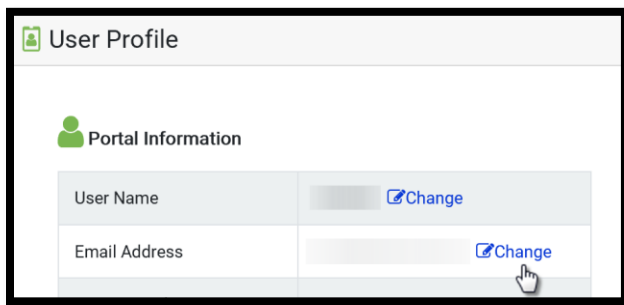 User Profile
Portal Information
User Name Change
Email Address Change